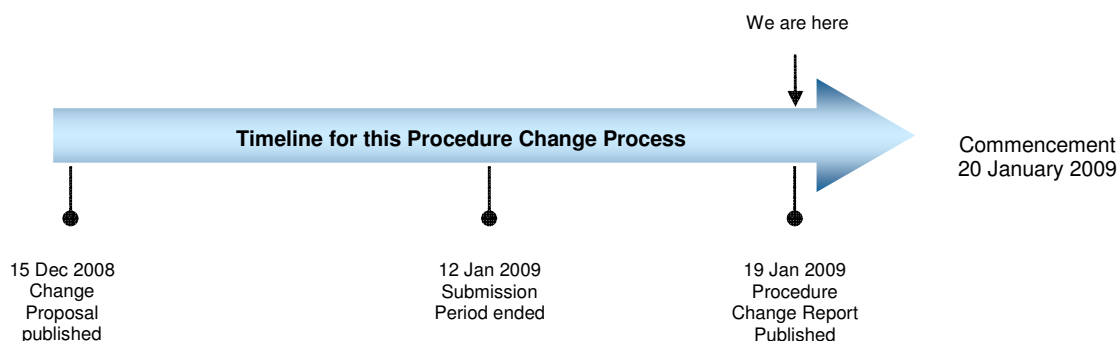 We are here
Timeline for this Procedure Change Process
Commencement
20 January 2009
15 Dec 2008
Change
Proposal
published
12 Jan 2009
Submission
Period ended
19 Jan 2009
Procedure
Change Report
Published